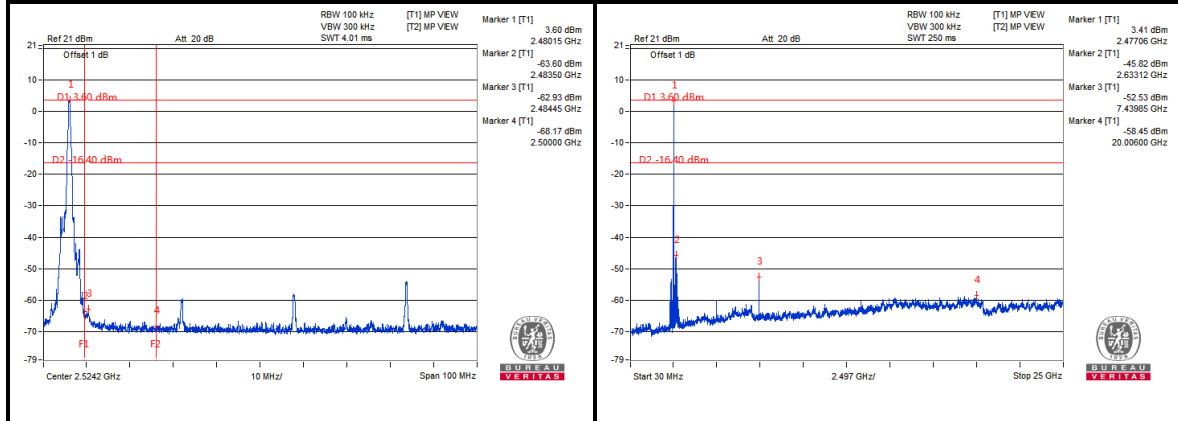 RBW 100 kHz [T1] MP VIEW
VBW 300 kHz [T2] MP VIEW
Ref 21 dBm Att 20 dB SWT 4.01 ms
Marker 1 [T1]
3.60 dBm
2.48015 GHz
Marker 2 [T1]
-63.60 dBm
2.48350 GHz
Marker 3 [T1]
-62.93 dBm
2.48445 GHz
Marker 4 [T1]
-68.17 dBm
2.50000 GHz
21
Offset 1 dB
10
1
D1 3.60 dBm
0
-10
D2 -16.40 dBm
-20
-30
-40
-50
3
-60
4
-70
F1 F2
-79
Center 2.5242 GHz 10 MHz/ Span 100 MHz
BUREAU VERITAS
1828
BUREAU
VERITAS
RBW 100 kHz [T1] MP VIEW
VBW 300 kHz [T2] MP VIEW
Ref 21 dBm Att 20 dB SWT 250 ms
Marker 1 [T1]
3.41 dBm
2.47706 GHz
Marker 2 [T1]
-45.82 dBm
2.63312 GHz
Marker 3 [T1]
-52.53 dBm
7.43985 GHz
Marker 4 [T1]
-58.45 dBm
20.00600 GHz
21
Offset 1 dB
10
1
D1 3.60 dBm
0
-10
D2 -16.40 dBm
-20
-30
-40
2
-50
3
4
-60
-70
-79
Start 30 MHz 2.497 GHz/ Stop 25 GHz
BUREAU VERITAS
1828
BUREAU
VERITAS